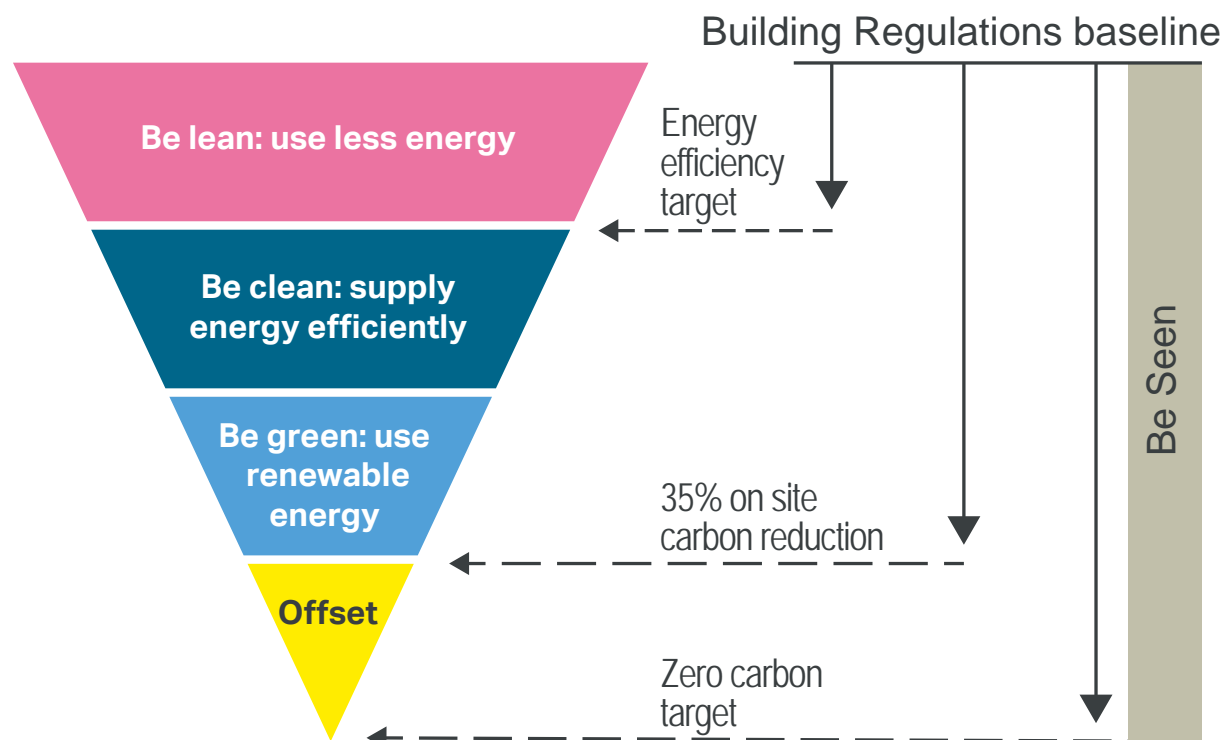 Building Regulations baseline
Be lean: use less energy
Energy
efficiency
target
Be clean: supply
energy efficiently
Be green: use
renewable
energy
35% on site
carbon reduction
Offset
Zero carbon
target
Be Seen